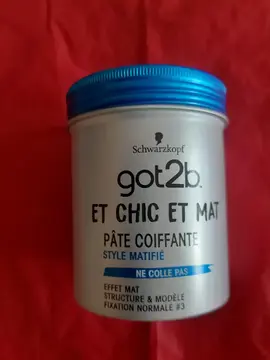 Schwarzkopf
got2b.
ET CHIC ET MAT
PÂTE COIFFANTE
STYLE MATIFIÉ
NE COLLE PAS
EFFET MAT
STRUCTURE & MODÈLE
FIXATION NORMALE #3